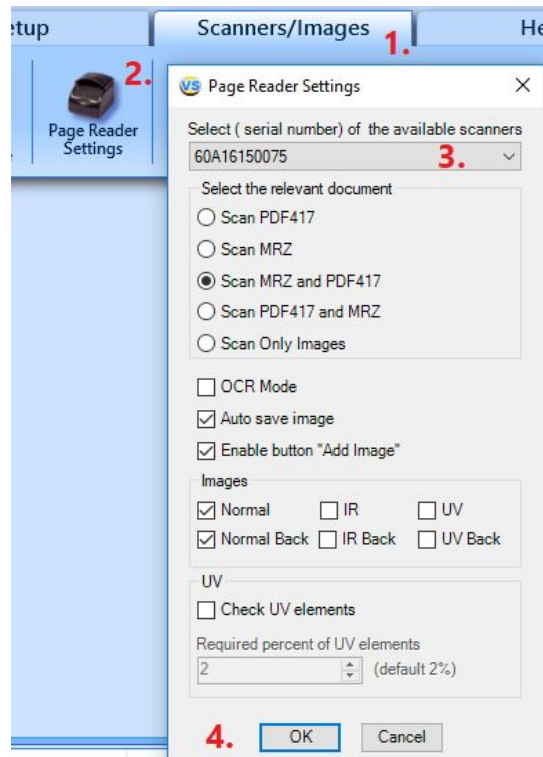 Scanners/Images
1.
2.
Page Reader
Settings
VS Page Reader Settings
Select ( serial number) of the available scanners
60A16150075
3.
Select the relevant document
Scan PDF417
Scan MRZ
Scan MRZ and PDF417
Scan PDF417 and MRZ
Scan Only Images
OCR Mode
Auto save image
Enable button "Add Image"
Images
Normal IR UV
Normal Back IR Back UV Back
UV
Check UV elements
Required percent of UV elements
2 (default 2%)
4. OK Cancel